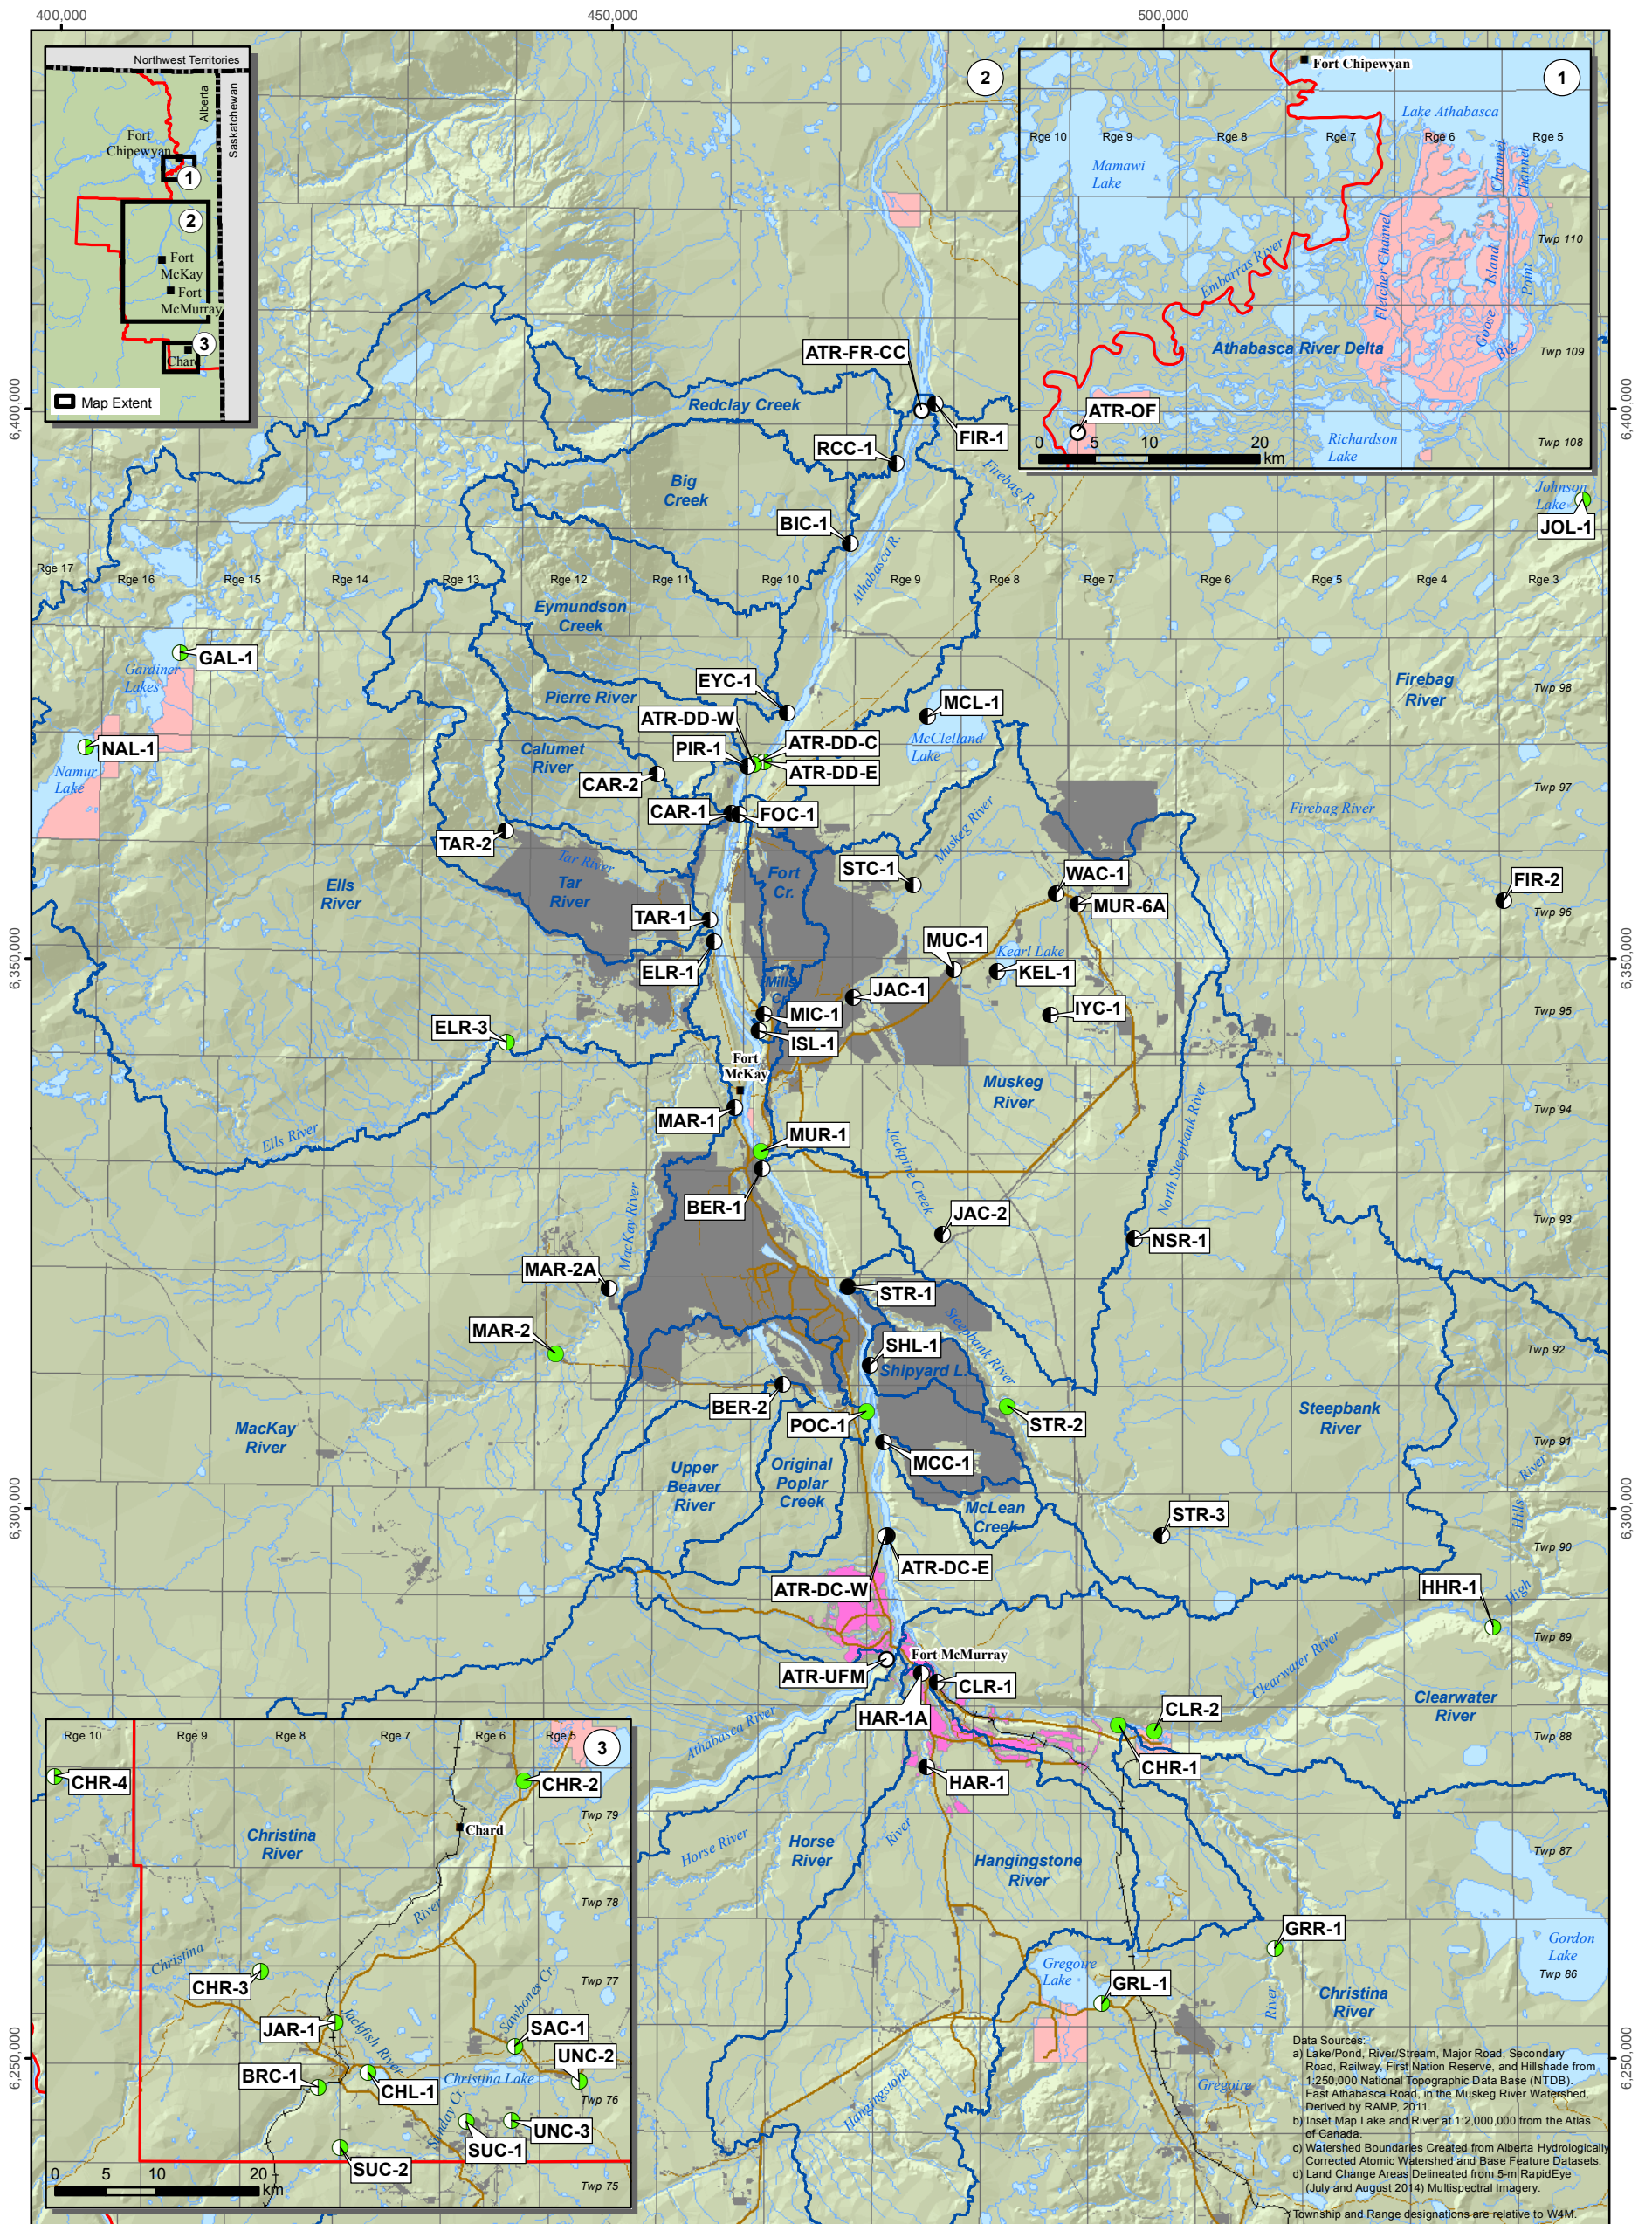 400,000
450,000
500,000
Northwest Territories
Alberta
Saskatchewan
Fort
Chipewyan
1
2
Fort
McKay
Fort
McMurray
3
Chard
Map Extent
2
1
Fort Chipewyan
Lake Athabasca
Rge 10
Rge 9
Rge 8
Rge 7
Rge 6
Rge 5
Mamawi
Lake
Embarras River
Fletcher Channel
Channel
Channel
Goose Island
Big
Point
Twp 110
Athabasca River Delta
Twp 109
ATR-OF
Richardson
Lake
Twp 108
0
5
10
20
km
6,400,000
6,400,000
ATR-FR-CC
Redclay Creek
FIR-1
RCC-1
Firebag R.
Big
Creek
BIC-1
Athabasca R.
Johnson
Lake
JOL-1
Rge 17
Rge 16
Rge 15
Rge 14
Rge 13
Rge 12
Rge 11
Rge 10
Rge 9
Rge 8
Rge 7
Rge 6
Rge 5
Rge 4
Rge 3
Eymundson
Creek
GAL-1
Gardiner
Lakes
EYC-1
Pierre River
Firebag
River
Twp 98
MCL-1
ATR-DD-W
NAL-1
Calumet
River
PIR-1
ATR-DD-C
ATR-DD-E
McClelland
Lake
Namur
Lake
CAR-2
Twp 97
CAR-1
FOC-1
Firebag River
TAR-2
Muskeg River
Tar River
Tar
River
Fort
Cr.
STC-1
WAC-1
FIR-2
Ells
River
MUR-6A
Twp 96
TAR-1
MUC-1
Kearl Lake
6,350,000
6,350,000
ELR-1
KEL-1
Mills
Cr.
JAC-1
MIC-1
IYC-1
Twp 95
ELR-3
ISL-1
Fort
McKay
Muskeg
River
MAR-1
Twp 94
Ells River
MUR-1
Jackpine Creek
North Steepbank River
BER-1
MacKay River
JAC-2
Twp 93
NSR-1
MAR-2A
STR-1
MAR-2
Steepbank River
SHL-1
Twp 92
Shipyard L.
BER-2
POC-1
STR-2
Steepbank
River
MacKay
River
Twp 91
MCC-1
Upper
Beaver
River
Original
Poplar
Creek
Hills River
6,300,000
6,300,000
McLean
Creek
STR-3
Twp 90
ATR-DC-E
ATR-DC-W
HHR-1
High
Twp 89
Fort McMurray
Clearwater River
ATR-UFM
CLR-1
HAR-1A
Clearwater
River
CLR-2
Athabasca River
Twp 88
CHR-1
HAR-1
Horse River
Horse
River
River
Hangingstone
River
Twp 87
GRR-1
Gordon
Lake
Gregoire
Lake
Twp 86
GRL-1
River
Christina
River
Gregoire
Hangingstone
6,250,000
6,250,000
Rge 10
Rge 9
Rge 8
Rge 7
Rge 6
Rge 5
3
CHR-4
CHR-2
Twp 79
Chard
Christina
River
Twp 78
River
Christina
CHR-3
Twp 77
Sawbones Cr.
JAR-1
Jackfish River
SAC-1
UNC-2
BRC-1
CHL-1
Christina Lake
Twp 76
Sunday Cr.
UNC-3
SUC-1
SUC-2
Twp 75
0
5
10
20
km
Data Sources:
a) Lake/Pond, River/Stream, Major Road, Secondary
Road, Railway, First Nation Reserve, and Hillshade from
1:250,000 National Topographic Data Base (NTDB).
East Athabasca Road, in the Muskeg River Watershed,
Derived by RAMP, 2011.
b) Inset Map Lake and River at 1:2,000,000 from the Atlas
of Canada.
c) Watershed Boundaries Created from Alberta Hydrologically
Corrected Atomic Watershed and Base Feature Datasets.
d) Land Change Areas Delineated from 5-m RapidEye
(July and August 2014) Multispectral Imagery.
Township and Range designations are relative to W4M.